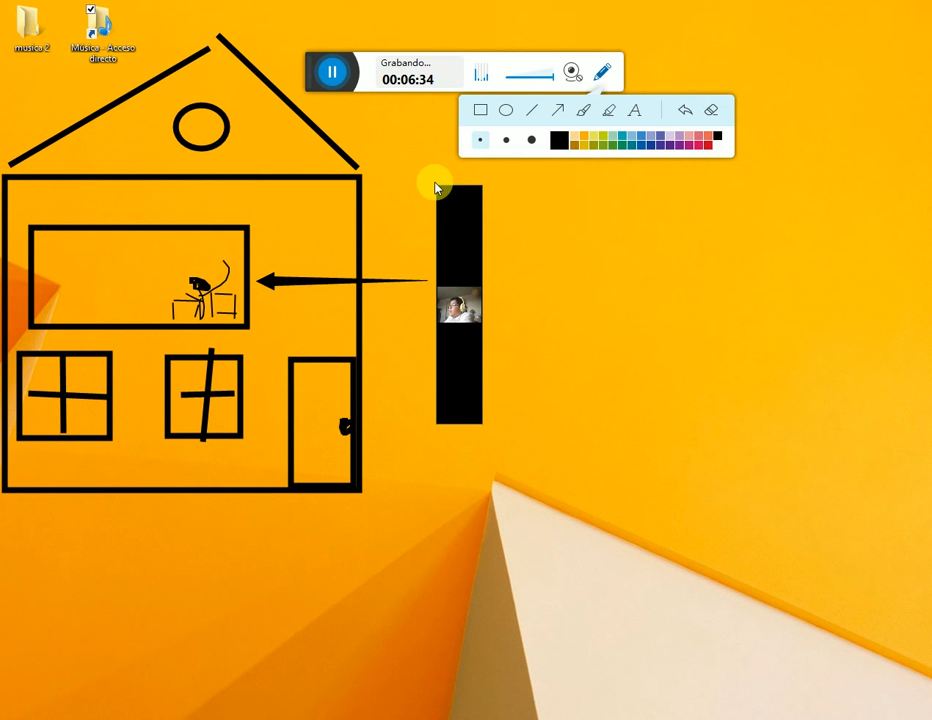 musica 2
Música - Acceso
directo
Grabando...
00:06:34
A